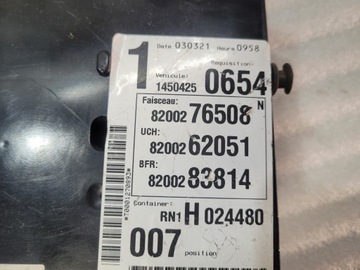 1 Date 030321 Heure 0958
Requisition:
Vehicule:
1450425 0654
Faisceau: N
82002 76508
UCH:
82002 62051
BFR:
82002 83814
Container:
RN1 H 024480
007 position